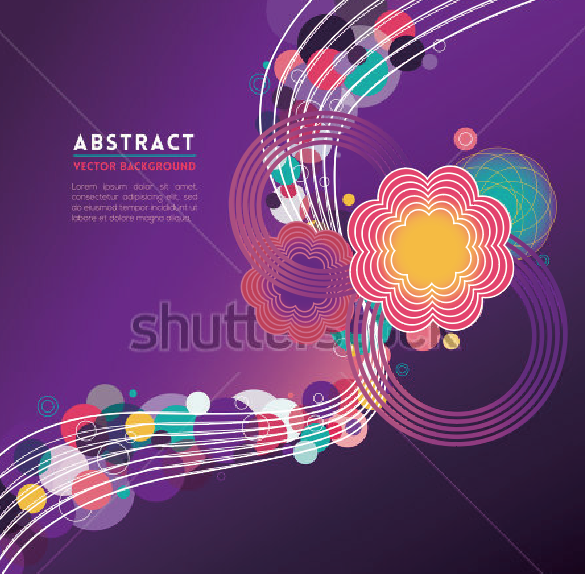 ABSTRACT
VECTOR BACKGROUND
Lorem ipsum dolor sit amet,
consectetur adipisicing elit, sed
do eiusmod tempor incididunt ut
labore et dolore magna aliqua.
shutterstock